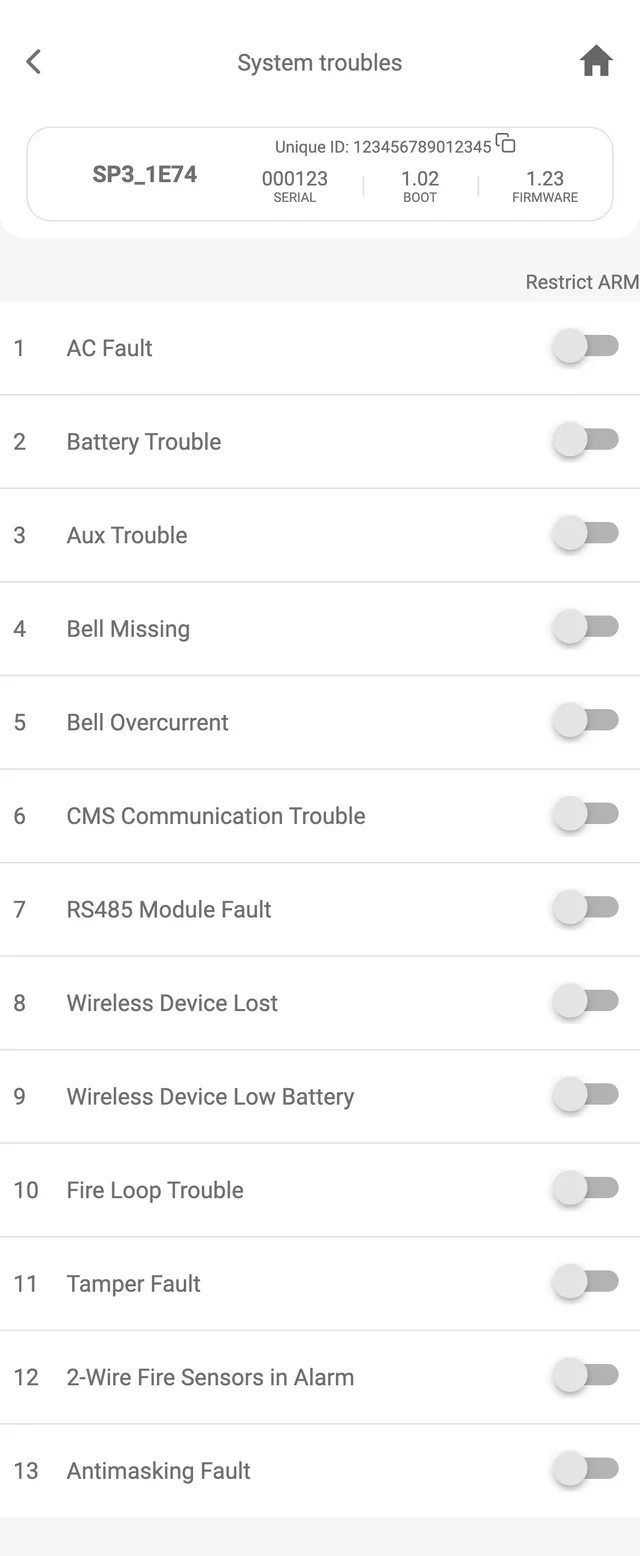 System troubles
Unique ID: 123456789012345
SP3_1E74
000123 1.02 1.23
SERIAL BOOT FIRMWARE
Restrict ARM
1 AC Fault
2 Battery Trouble
3 Aux Trouble
4 Bell Missing
5 Bell Overcurrent
6 CMS Communication Trouble
7 RS485 Module Fault
8 Wireless Device Lost
9 Wireless Device Low Battery
10 Fire Loop Trouble
11 Tamper Fault
12 2-Wire Fire Sensors in Alarm
13 Antimasking Fault